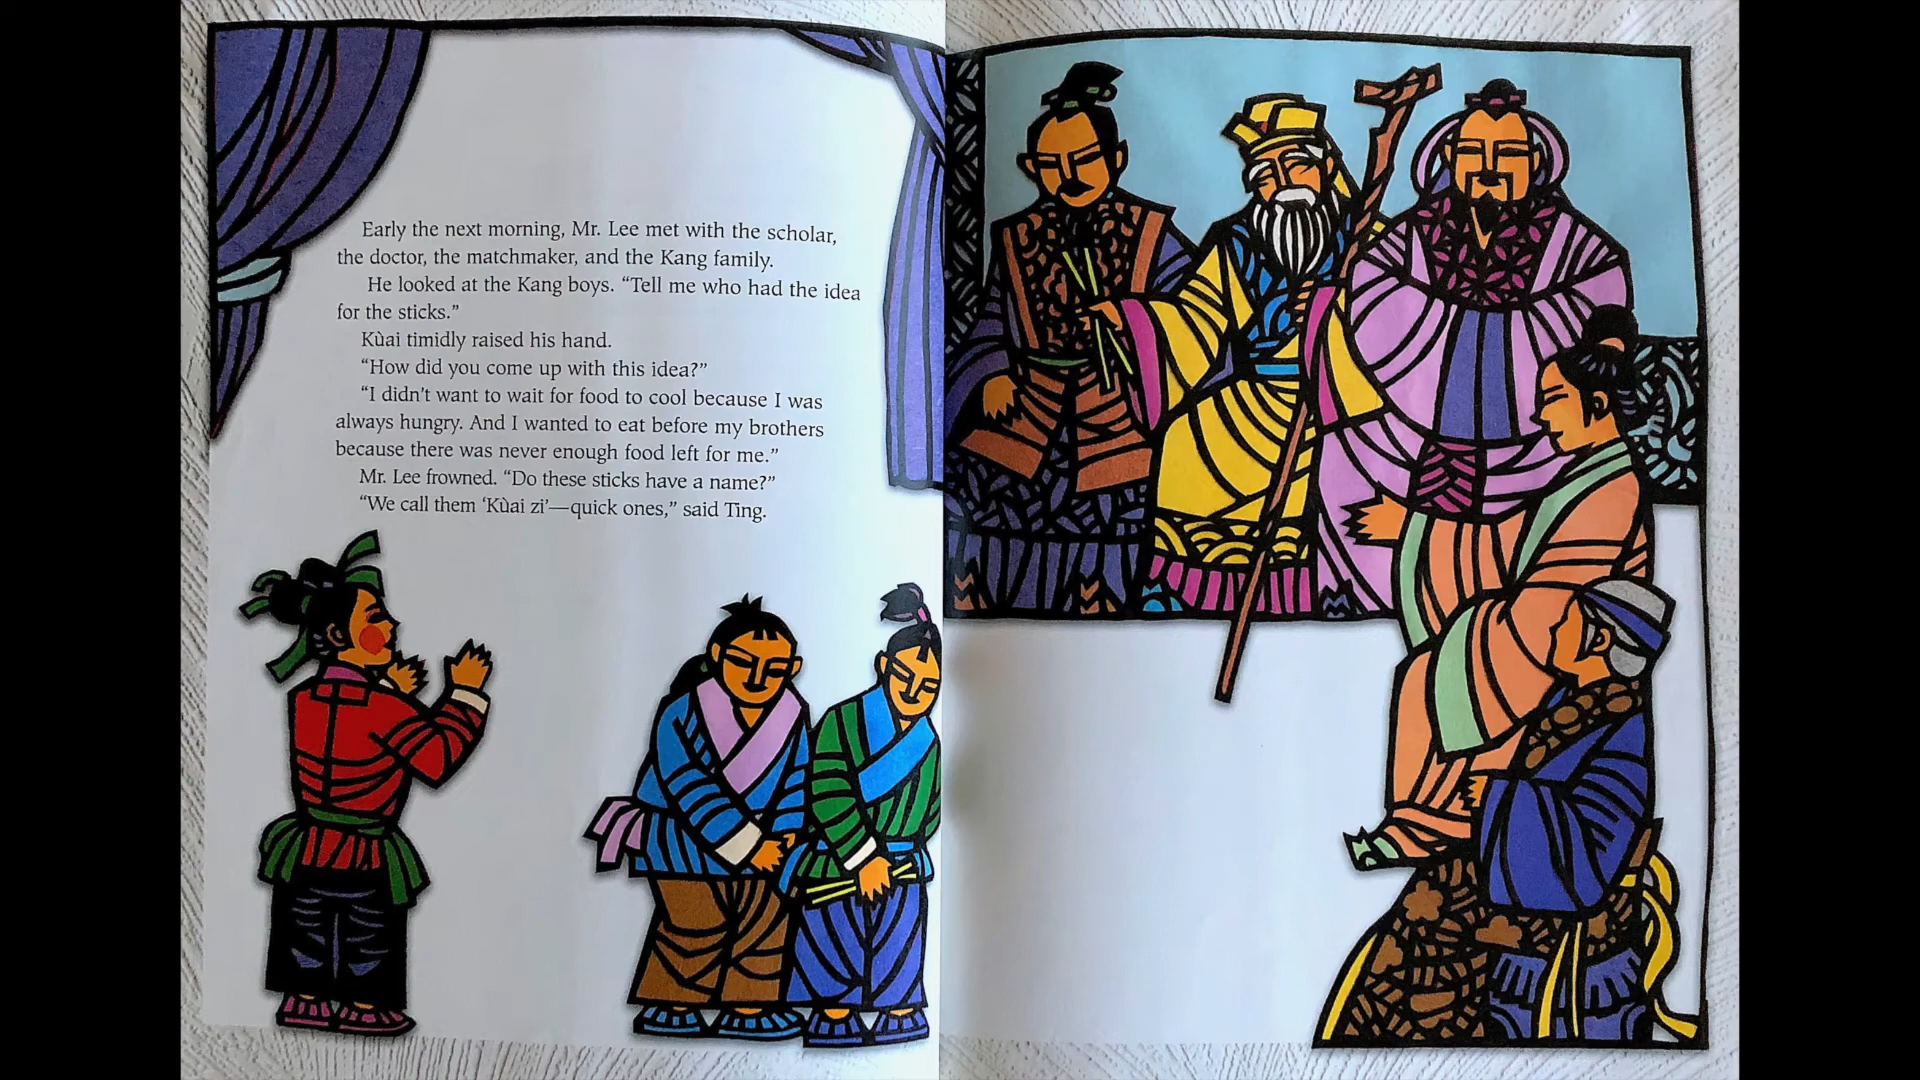 Early the next morning, Mr. Lee met with the scholar,
the doctor, the matchmaker, and the Kang family.
He looked at the Kang boys. “Tell me who had the idea
for the sticks.”
Kùai timidly raised his hand.
“How did you come up with this idea?”
“I didn’t want to wait for food to cool because I was
always hungry. And I wanted to eat before my brothers
because there was never enough food left for me.”
Mr. Lee frowned. “Do these sticks have a name?”
“We call them ‘Kùai zi’—quick ones,” said Ting.